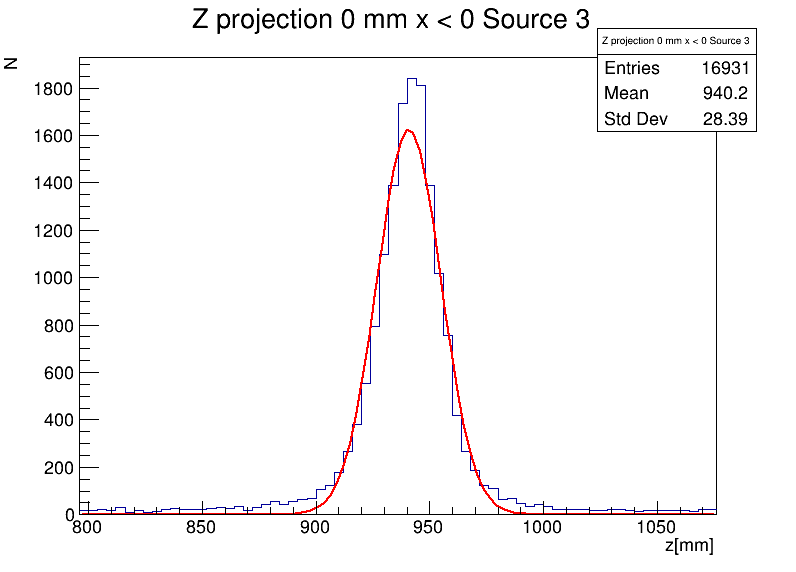 Z projection 0 mm x < 0 Source 3
Z projection 0 mm x < 0 Source 3
Entries 16931
Mean 940.2
Std Dev 28.39
N
1800
1600
1400
1200
1000
800
600
400
200
0
800 850 900 950 1000 1050
z[mm]